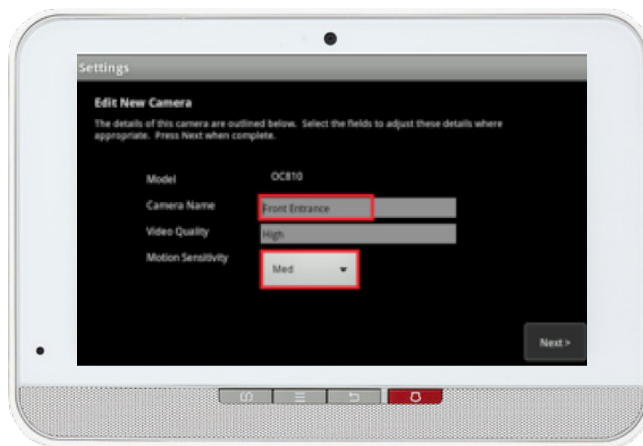 Settings
Edit New Camera
The details of this camera are outlined below. Select the fields to adjust these details where
appropriate. Press Next when complete.
Model OC810
Camera Name Front Entrance
Video Quality High
Motion Sensitivity Med
Next >